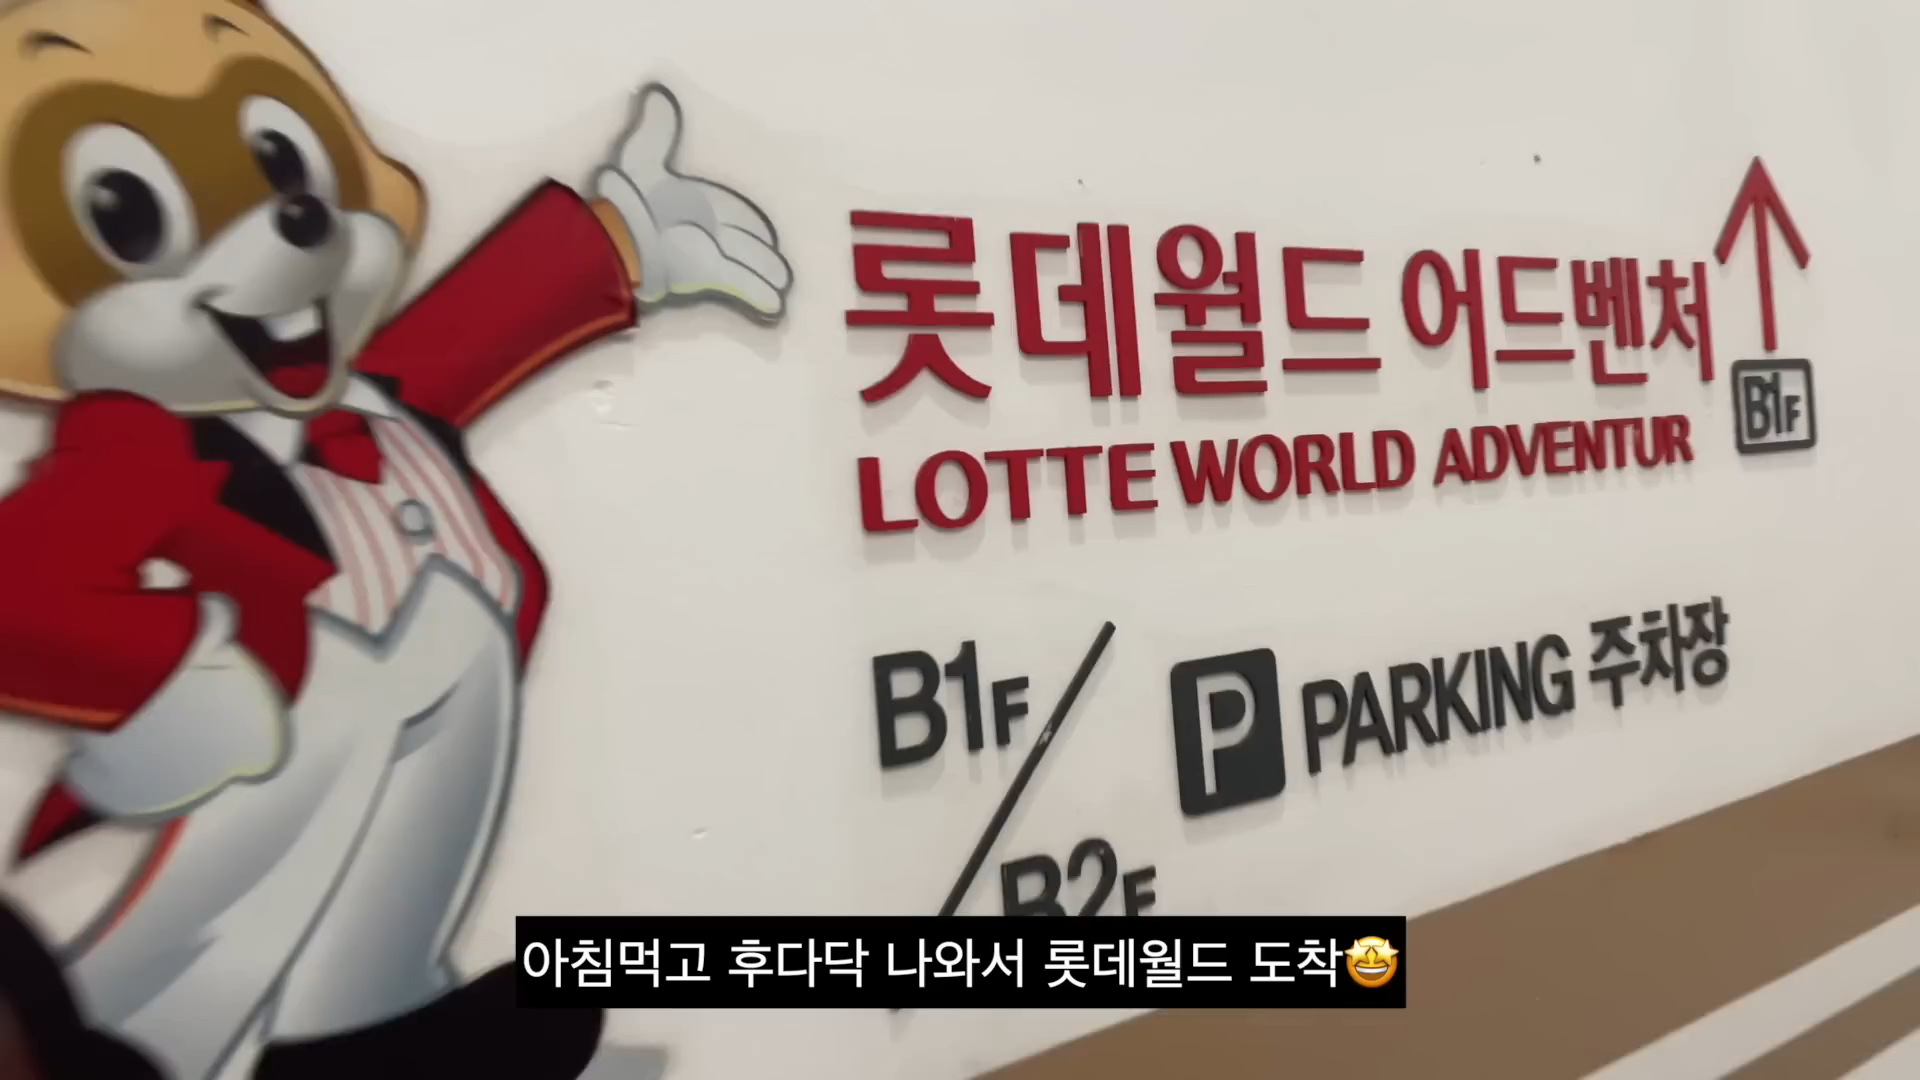 롯데월드 어드벤처
LOTTE WORLD ADVENTUR
B1F
B1F / B2F
P PARKING 주차장
아침먹고 후다닥 나와서 롯데월드 도착🤩